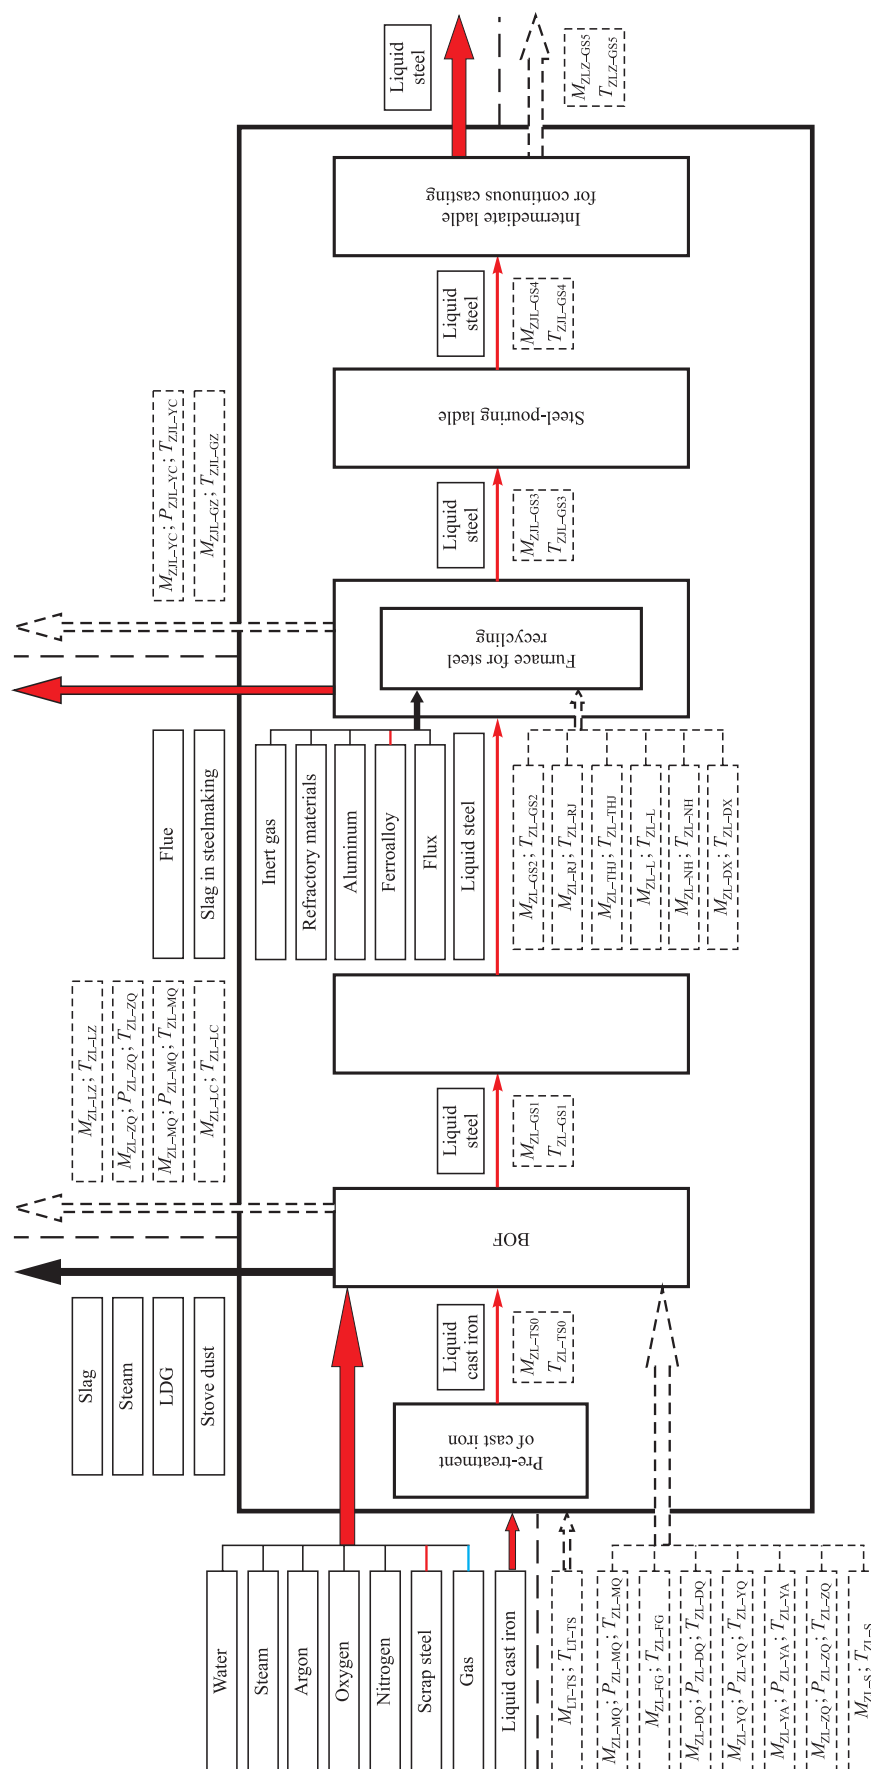 Water
Steam
Argon
Oxygen
Nitrogen
Scrap steel
Gas
Liquid cast iron
M_LT–TS; T_LT–TS
M_ZL–MQ; P_ZL–MQ; T_ZL–MQ
M_ZL–FG; T_ZL–FG
M_ZL–DQ; P_ZL–DQ; T_ZL–DQ
M_ZL–YQ; P_ZL–YQ; T_ZL–YQ
M_ZL–YA; P_ZL–YA; T_ZL–YA
M_ZL–ZQ; P_ZL–ZQ; T_ZL–ZQ
M_ZL–S; T_ZL–S
Pre-treatment
of cast iron
Liquid
cast iron
M_ZL–TS0
T_ZL–TS0
Slag
Steam
LDG
Stove dust
BOF
M_ZL–LZ; T_ZL–LZ
M_ZL–ZQ; P_ZL–ZQ; T_ZL–ZQ
M_ZL–MQ; P_ZL–MQ; T_ZL–MQ
M_ZL–LC; T_ZL–LC
Liquid
steel
M_ZL–GS1
T_ZL–GS1
Flue
Slag in steelmaking
Inert gas
Refractory materials
Aluminum
Ferroalloy
Flux
Liquid steel
M_ZL–GS2; T_ZL–GS2
M_ZL–RJ; T_ZL–RJ
M_ZL–THJ; T_ZL–THJ
M_ZL–L; T_ZL–L
M_ZL–NH; T_ZL–NH
M_ZL–DX; T_ZL–DX
Furnace for steel
recycling
M_ZJL–YC; P_ZJL–YC; T_ZJL–YC
M_ZJL–GZ; T_ZJL–GZ
Liquid
steel
M_ZJL–GS3
T_ZJL–GS3
Steel-pouring ladle
Liquid
steel
M_ZJL–GS4
T_ZJL–GS4
Intermediate ladle
for continuous casting
Liquid
steel
M_ZLZ–GS5
T_ZLZ–GS5